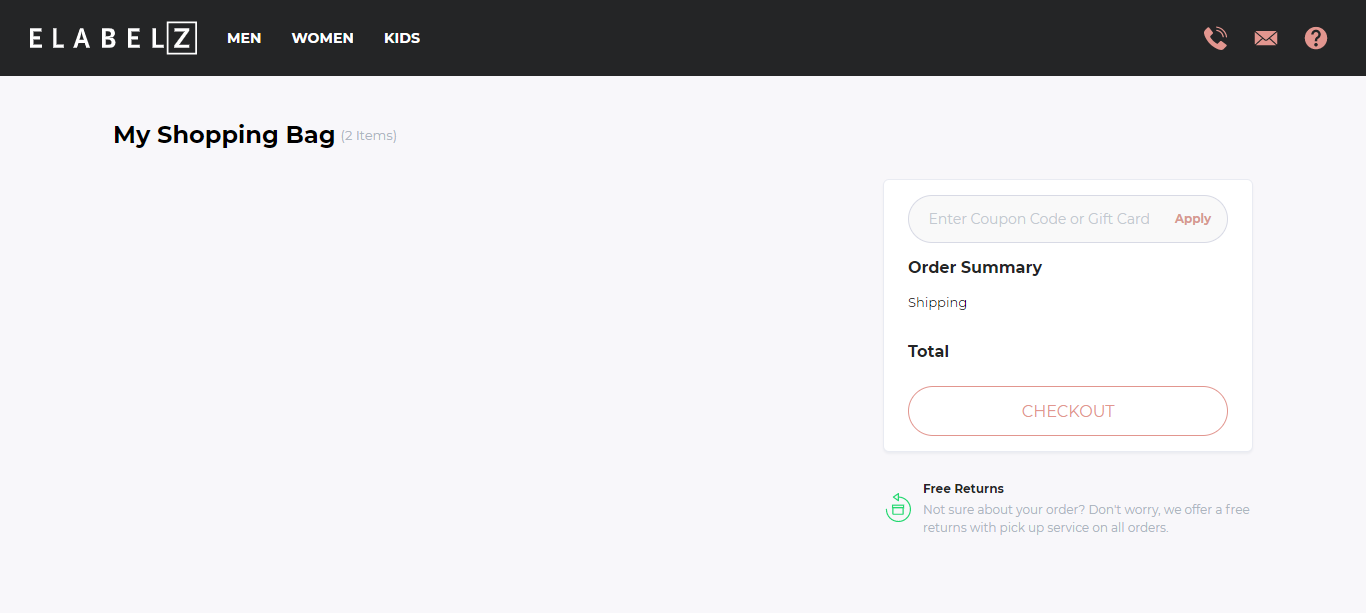 ELABELZ MEN WOMEN KIDS
My Shopping Bag (2 Items)
Enter Coupon Code or Gift Card Apply
Order Summary
Shipping
Total
CHECKOUT
Free Returns
Not sure about your order? Don't worry, we offer a free
returns with pick up service on all orders.